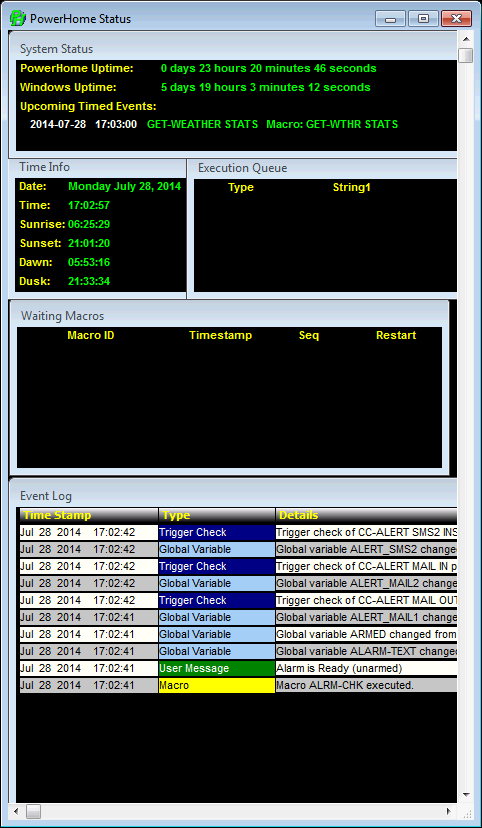 PowerHome Status
System Status
PowerHome Uptime: 0 days 23 hours 20 minutes 46 seconds
Windows Uptime: 5 days 19 hours 3 minutes 12 seconds
Upcoming Timed Events:
2014-07-28 17:03:00 GET-WEATHER STATS Macro: GET-WTHR STATS
Time Info
Date: Monday July 28, 2014
Time: 17:02:57
Sunrise: 06:25:29
Sunset: 21:01:20
Dawn: 05:53:16
Dusk: 21:33:34
Execution Queue
Type String1
Waiting Macros
Macro ID Timestamp Seq Restart
Event Log
Time Stamp Type Details
Jul 28 2014 17:02:42 Trigger Check Trigger check of CC-ALERT SMS2 INS
Jul 28 2014 17:02:42 Global Variable Global variable ALERT_SMS2 changed
Jul 28 2014 17:02:42 Trigger Check Trigger check of CC-ALERT MAIL IN p
Jul 28 2014 17:02:42 Global Variable Global variable ALERT_MAIL2 changed
Jul 28 2014 17:02:42 Trigger Check Trigger check of CC-ALERT MAIL OUT
Jul 28 2014 17:02:41 Global Variable Global variable ALERT_MAIL1 changed
Jul 28 2014 17:02:41 Global Variable Global variable ARMED changed from
Jul 28 2014 17:02:41 Global Variable Global variable ALARM-TEXT changed
Jul 28 2014 17:02:41 User Message Alarm is Ready (unarmed)
Jul 28 2014 17:02:41 Macro Macro ALRM-CHK executed.